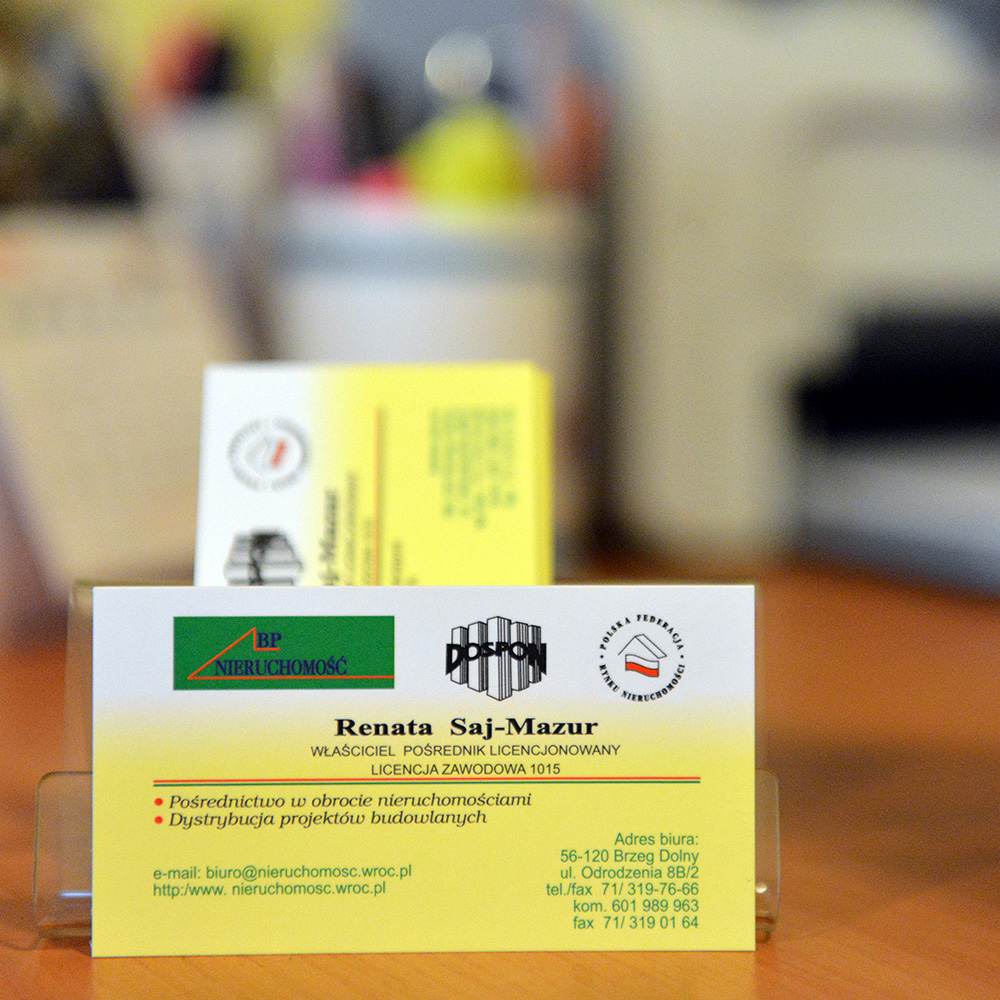 BP
NIERUCHOMOŚĆ
DOSPON
POLSKA FEDERACJA
RYNKU NIERUCHOMOŚCI
Renata Saj-Mazur
WŁAŚCICIEL POŚREDNIK LICENCJONOWANY
LICENCJA ZAWODOWA 1015
• Pośrednictwo w obrocie nieruchomościami
• Dystrybucja projektów budowlanych
e-mail: biuro@nieruchomosc.wroc.pl
http:/www. nieruchomosc.wroc.pl
Adres biura:
56-120 Brzeg Dolny
ul. Odrodzenia 8B/2
tel./fax 71/ 319-76-66
kom. 601 989 963
fax 71/ 319 01 64